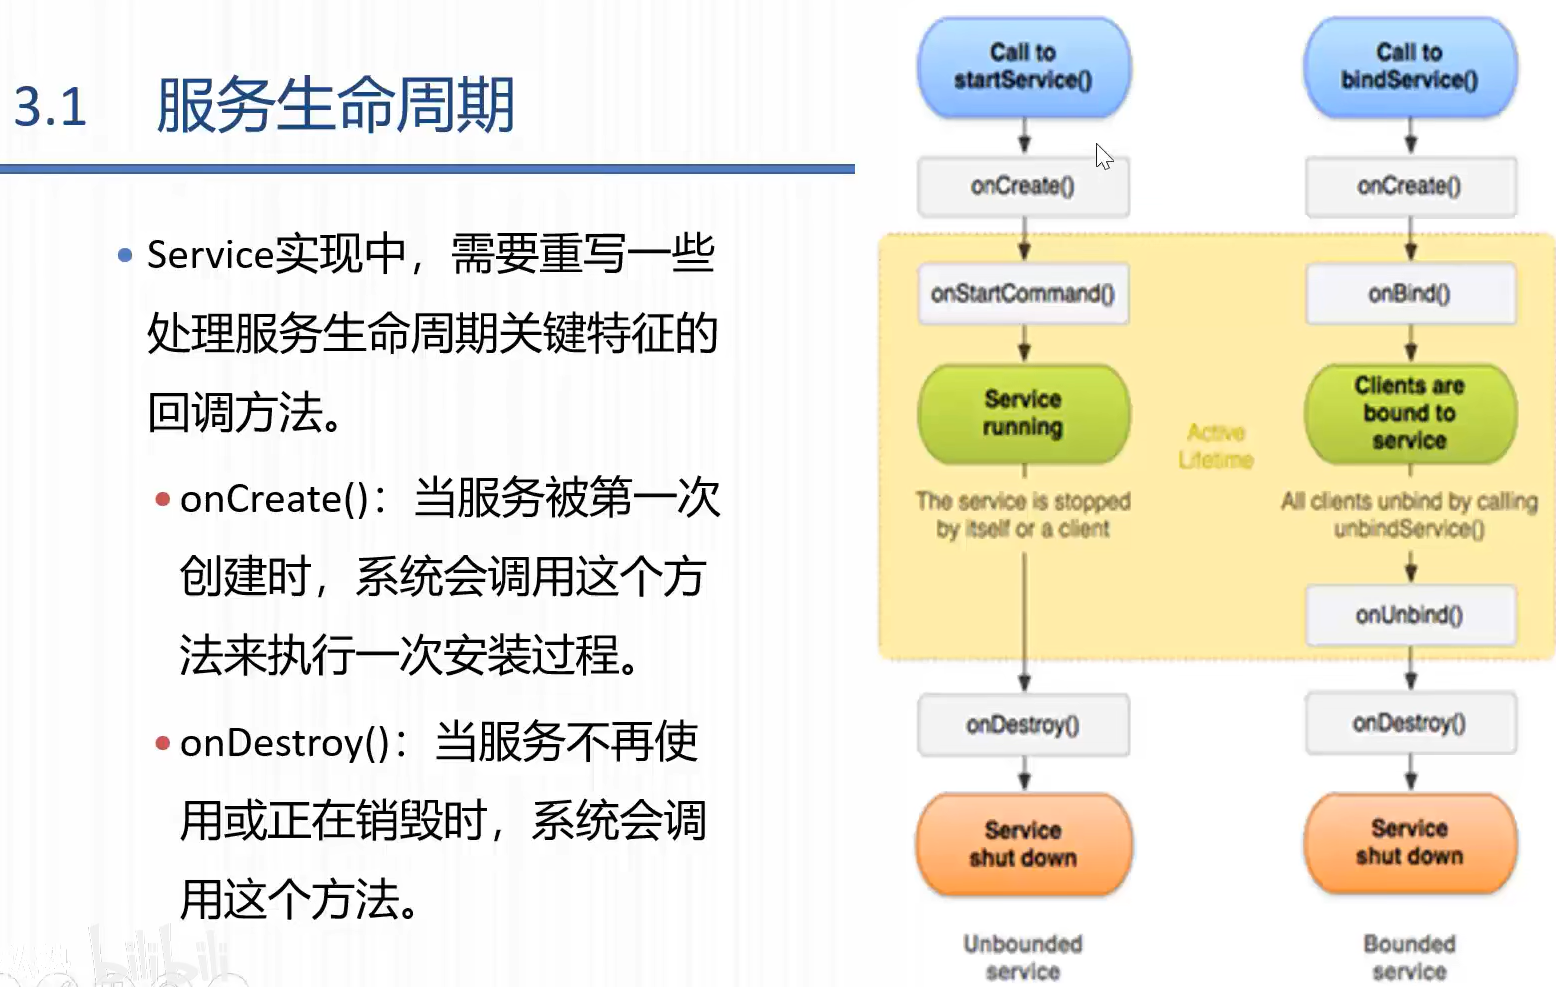 3.1 服务生命周期
Service实现中，需要重写一些
处理服务生命周期关键特征的
回调方法。
onCreate()：当服务被第一次
创建时，系统会调用这个方
法来执行一次安装过程。
onDestroy()：当服务不再使
用或正在销毁时，系统会调
用这个方法。
bilibili
Call to
startService()
onCreate()
onStartCommand()
Service
running
The service is stopped
by itself or a client
onDestroy()
Service
shut down
Unbounded
service
Active
Lifetime
Call to
bindService()
onCreate()
onBind()
Clients are
bound to
service
All clients unbind by calling
unbindService()
onUnbind()
onDestroy()
Service
shut down
Bounded
service